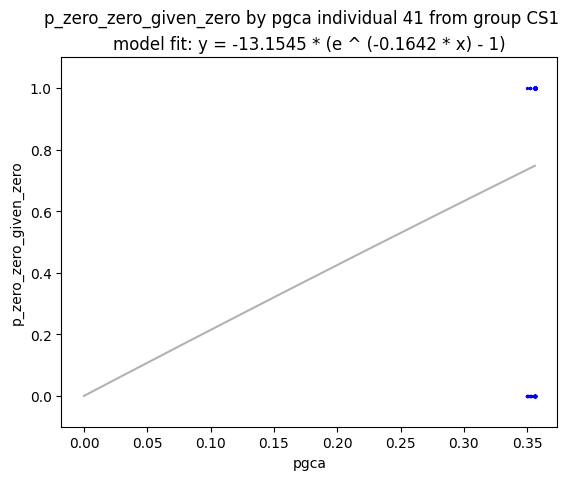 p_zero_zero_given_zero by pgca individual 41 from group CS1
model fit: y = -13.1545 * (e ^ (-0.1642 * x) - 1)
1.0
0.8
0.6
0.4
0.2
0.0
p_zero_zero_given_zero
0.00 0.05 0.10 0.15 0.20 0.25 0.30 0.35
pgca